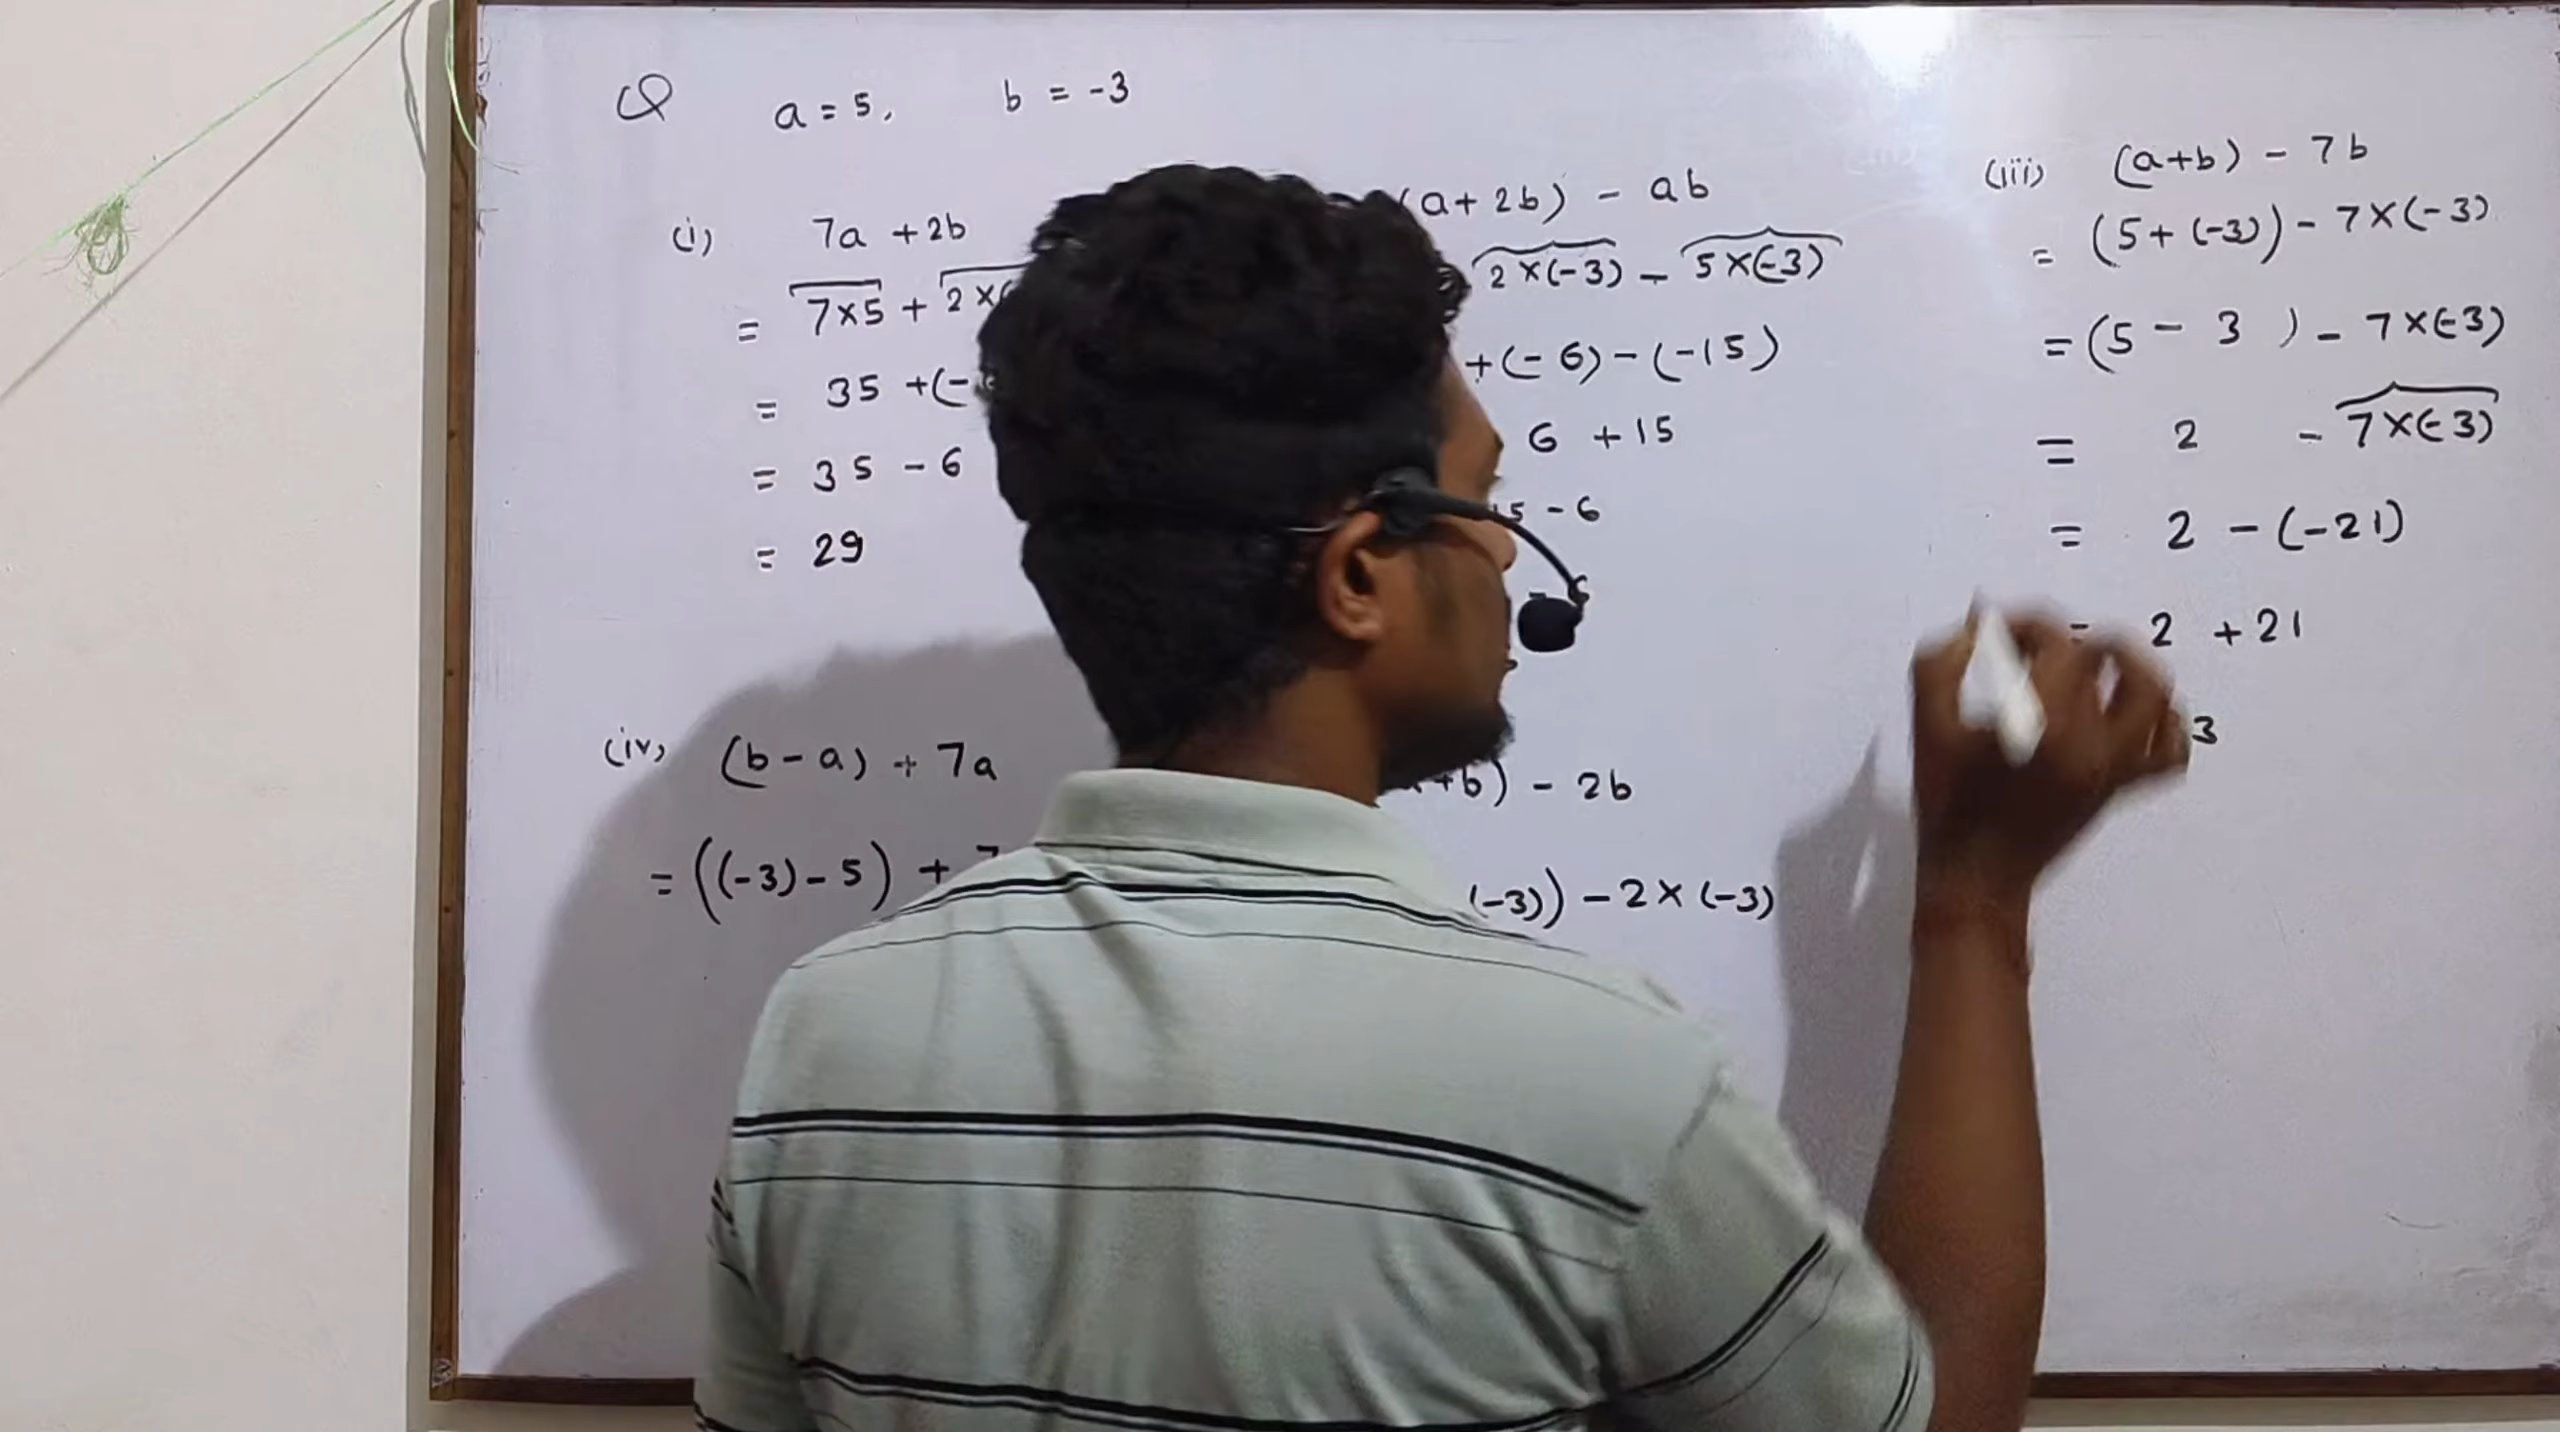 Q a = 5, b = -3
(i) 7a + 2b
= 7×5 + 2×(
= 35 +(-
= 35 - 6
= 29
(a + 2b) - ab
2×(-3) - 5×(-3)
+(-6)-(-15)
6 + 15
15 - 6
(iii) (a+b) - 7b
= (5+(-3)) - 7×(-3)
= (5 - 3) - 7×(-3)
= 2 - 7×(-3)
= 2 - (-21)
= 2 + 21
3
(iv) (b - a) + 7a
= ((-3) - 5) + 7
+b) - 2b
(-3)) - 2×(-3)